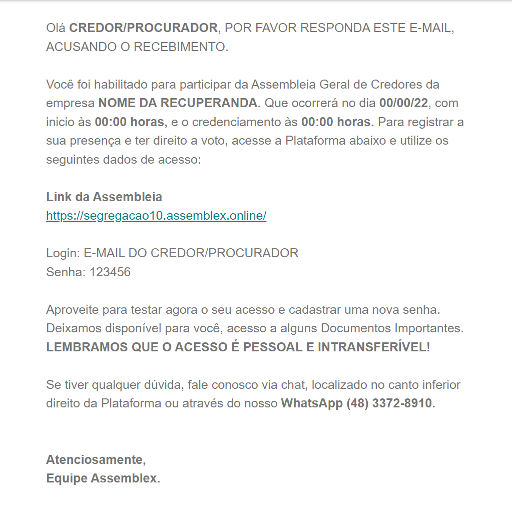 Olá CREDOR/PROCURADOR, POR FAVOR RESPONDA ESTE E-MAIL,
ACUSANDO O RECEBIMENTO.
Você foi habilitado para participar da Assembleia Geral de Credores da
empresa NOME DA RECUPERANDA. Que ocorrerá no dia 00/00/22, com
inicio às 00:00 horas, e o credenciamento às 00:00 horas. Para registrar a
sua presença e ter direito a voto, acesse a Plataforma abaixo e utilize os
seguintes dados de acesso:
Link da Assembleia
https://segregacao10.assemblex.online/
Login: E-MAIL DO CREDOR/PROCURADOR
Senha: 123456
Aproveite para testar agora o seu acesso e cadastrar uma nova senha.
Deixamos disponível para você, acesso a alguns Documentos Importantes.
LEMBRAMOS QUE O ACESSO É PESSOAL E INTRANSFERÍVEL!
Se tiver qualquer dúvida, fale conosco via chat, localizado no canto inferior
direito da Plataforma ou através do nosso WhatsApp (48) 3372-8910.
Atenciosamente,
Equipe Assemblex.